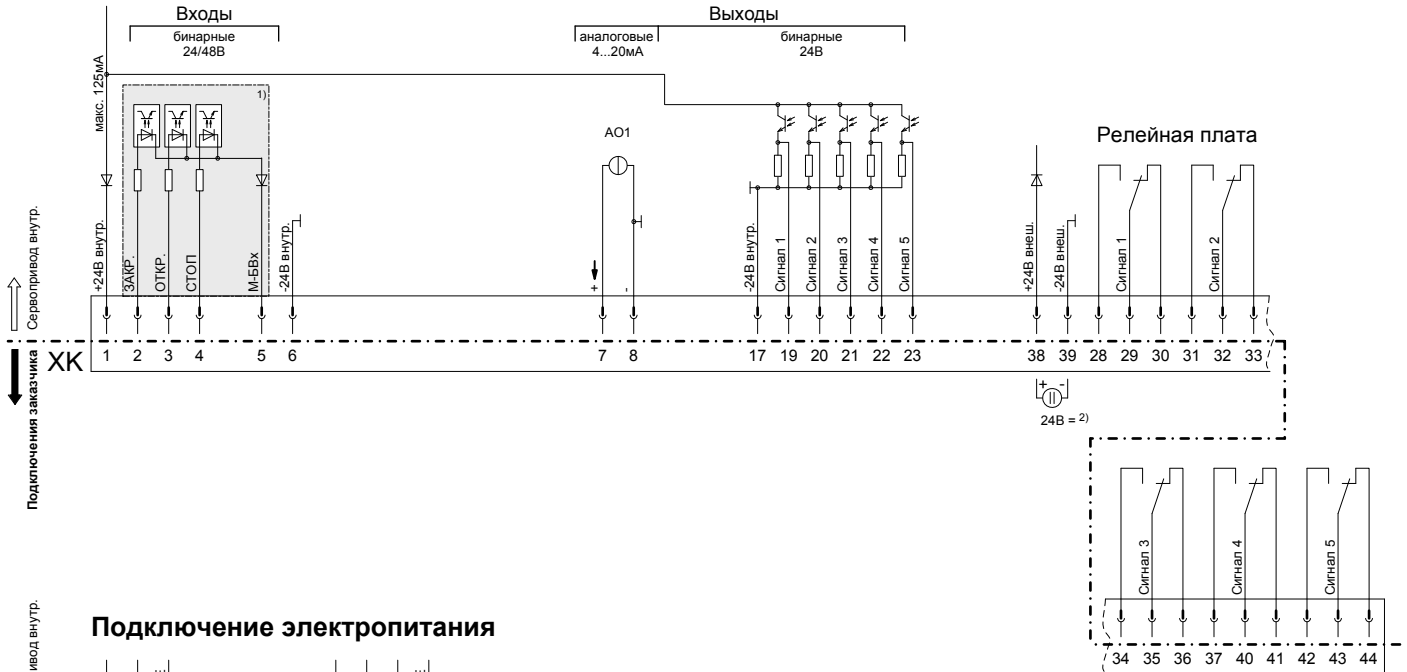 Входы
бинарные
24/48В
Выходы
аналоговые
4...20мА
бинарные
24В
макс. 125мА
1)
AO1
Релейная плата
Сервопривод внутр.
+24В внутр.
ЗАКР.
ОТКР.
СТОП
М-БВх
-24В внутр.
+
-
-24В внутр.
Сигнал 1
Сигнал 2
Сигнал 3
Сигнал 4
Сигнал 5
+24В внеш.
-24В внеш.
Сигнал 1
Сигнал 2
Подключения заказчика
XK
1 2 3 4 5 6 7 8 17 19 20 21 22 23 38 39 28 29 30 31 32 33
+ -
24В = 2)
Сигнал 3
Сигнал 4
Сигнал 5
34 35 36 37 40 41 42 43 44
ивод внутр.
Подключение электропитания